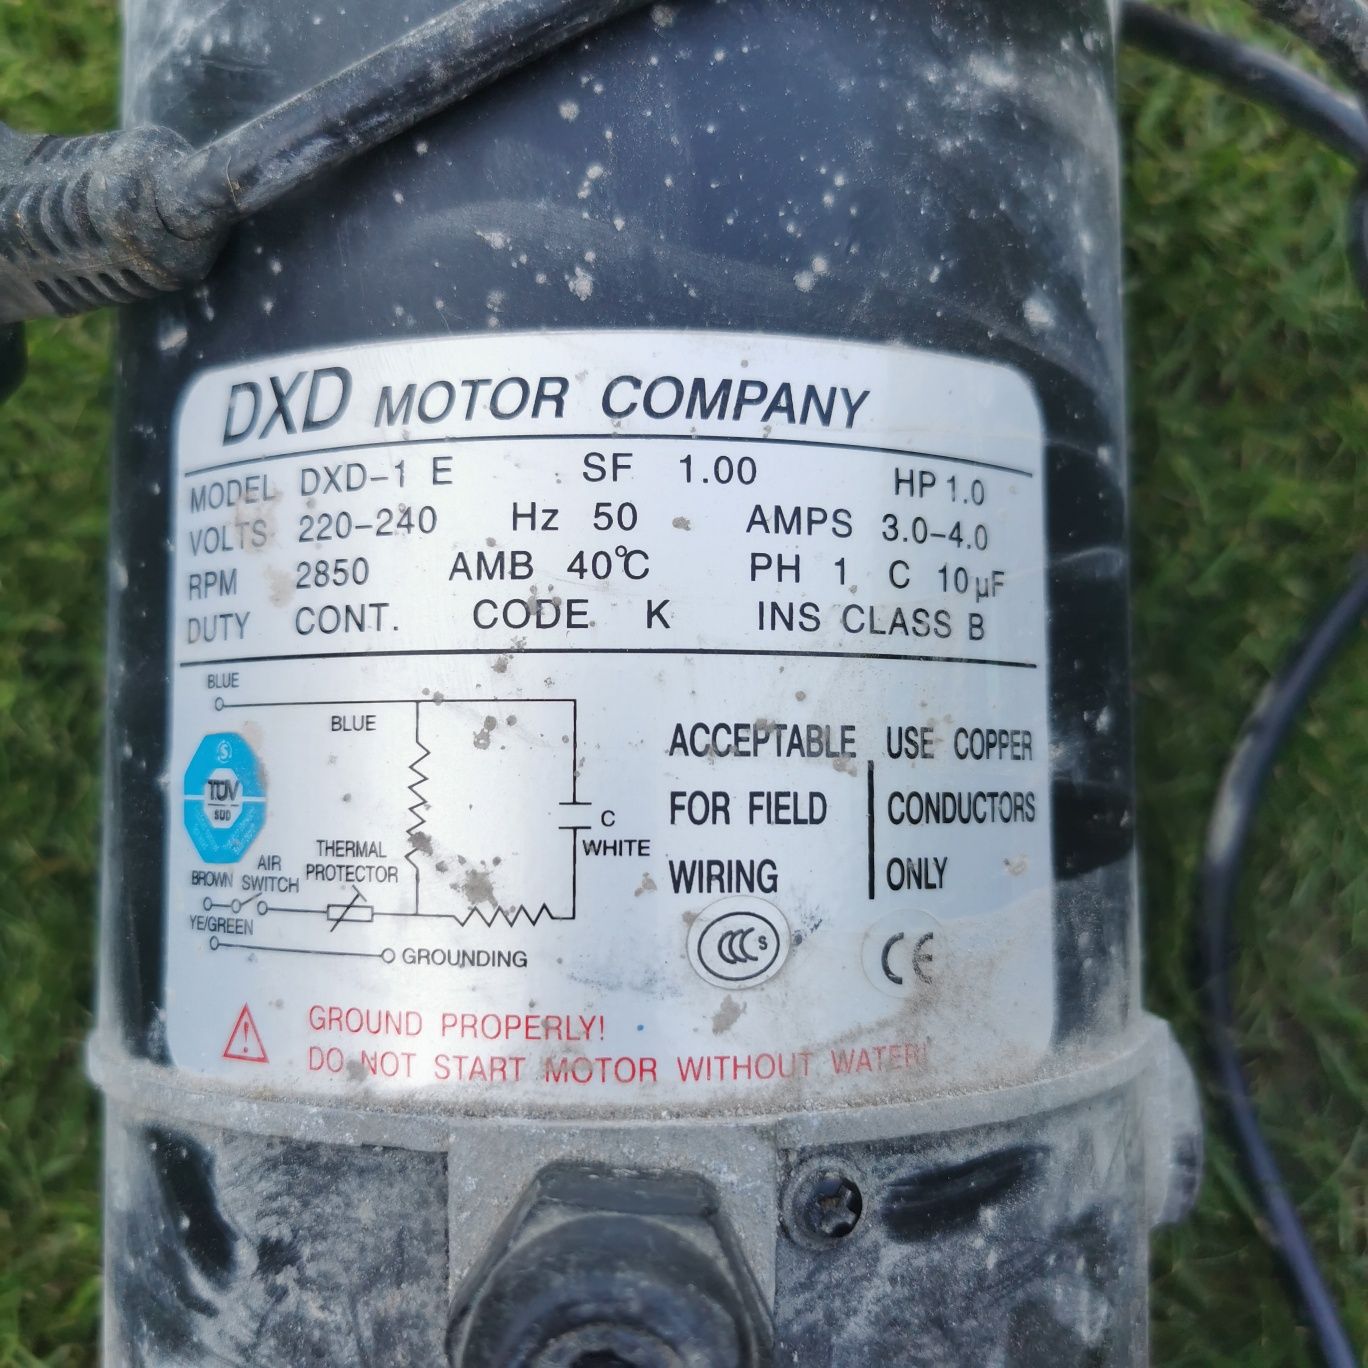 DXD MOTOR COMPANY
MODEL DXD-1 E SF 1.00 HP 1.0
VOLTS 220-240 Hz 50 AMPS 3.0-4.0
RPM 2850 AMB 40℃ PH 1 C 10 µF
DUTY CONT. CODE K INS CLASS B
BLUE
BLUE
TÜV
SÜD
C
WHITE
THERMAL
PROTECTOR
AIR
SWITCH
BROWN
YE/GREEN
GROUNDING
ACCEPTABLE
FOR FIELD
WIRING
USE COPPER
CONDUCTORS
ONLY
CCC S
CE
GROUND PROPERLY!
DO NOT START MOTOR WITHOUT WATER!